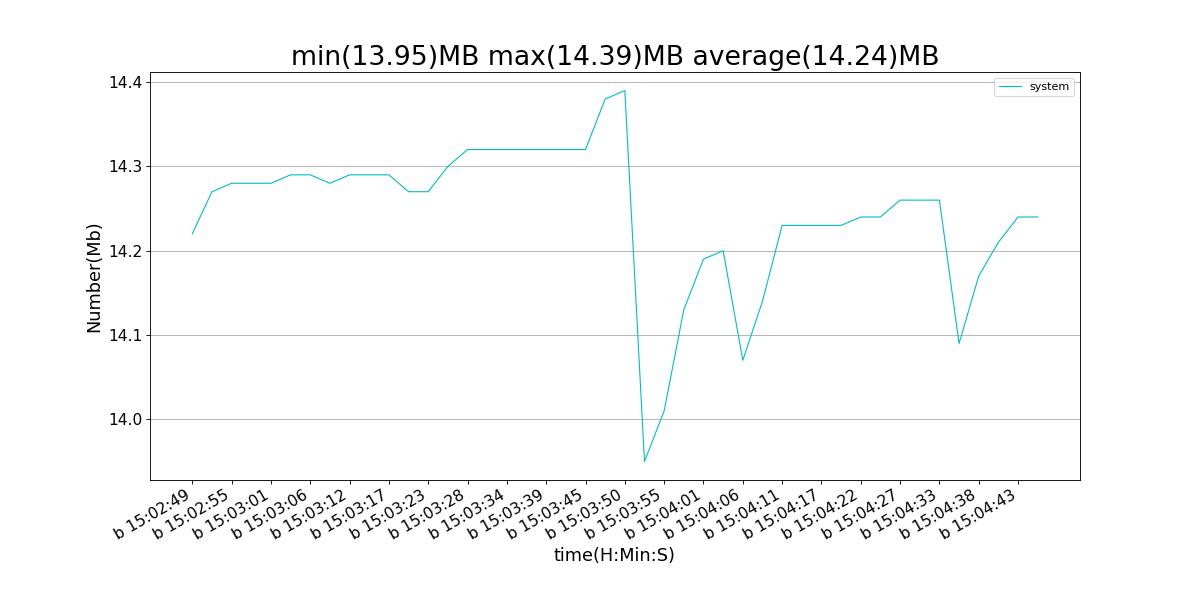 min(13.95)MB max(14.39)MB average(14.24)MB
system
14.4
14.3
14.2
14.1
14.0
Number(Mb)
b 15:02:49
b 15:02:55
b 15:03:01
b 15:03:06
b 15:03:12
b 15:03:17
b 15:03:23
b 15:03:28
b 15:03:34
b 15:03:39
b 15:03:45
b 15:03:50
b 15:03:55
b 15:04:01
b 15:04:06
b 15:04:11
b 15:04:17
b 15:04:22
b 15:04:27
b 15:04:33
b 15:04:38
b 15:04:43
time(H:Min:S)